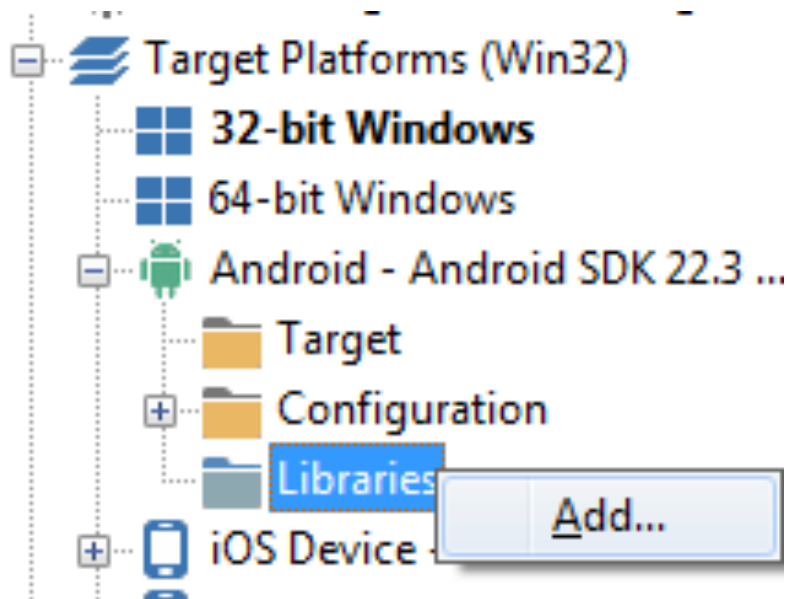 Target Platforms (Win32)
32-bit Windows
64-bit Windows
Android - Android SDK 22.3 ...
Target
Configuration
Libraries
Add...
iOS Device -